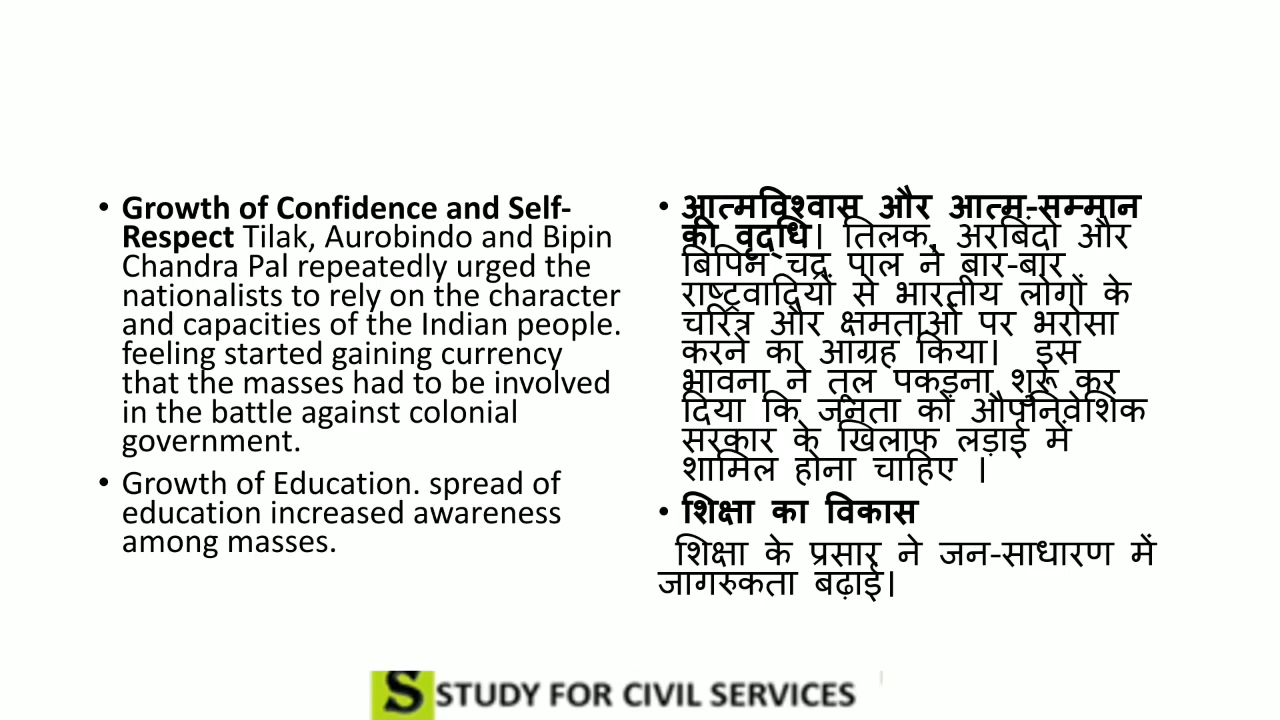 • Growth of Confidence and Self-
Respect Tilak, Aurobindo and Bipin
Chandra Pal repeatedly urged the
nationalists to rely on the character
and capacities of the Indian people.
feeling started gaining currency
that the masses had to be involved
in the battle against colonial
government.
• Growth of Education. spread of
education increased awareness
among masses.
• आत्मविश्वास और आत्म-सम्मान
की वृद्धि। तिलक, अरबिंदो और
बिपिन चंद्र पाल ने बार-बार
राष्ट्रवादियों से भारतीय लोगों के
चरित्र और क्षमताओं पर भरोसा
करने का आग्रह किया। इस
भावना ने तूल पकड़ना शुरू कर
दिया कि जनता को औपनिवेशिक
सरकार के खिलाफ लड़ाई में
शामिल होना चाहिए ।
• शिक्षा का विकास
शिक्षा के प्रसार ने जन-साधारण में
जागरुकता बढ़ाई।
S STUDY FOR CIVIL SERVICES